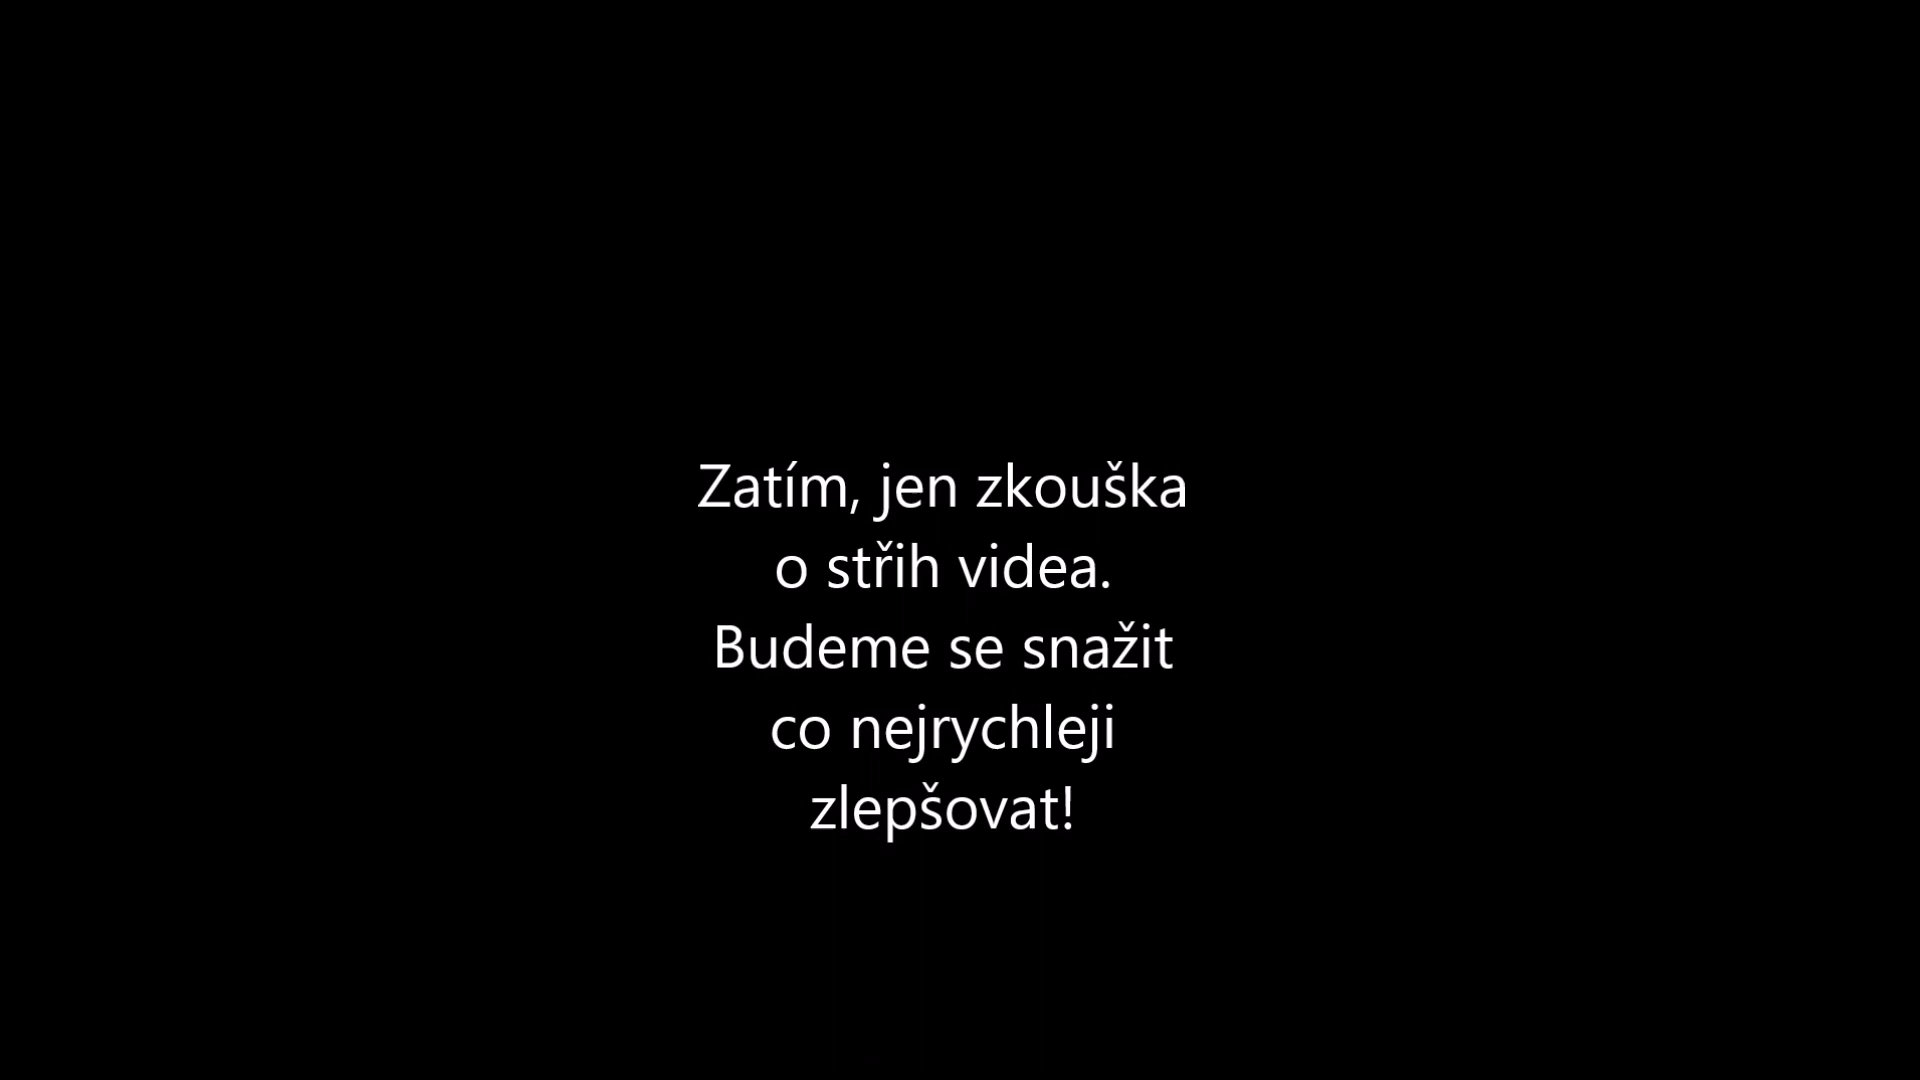 Zatím, jen zkouška
o střih videa.
Budeme se snažit
co nejrychleji
zlepšovat!